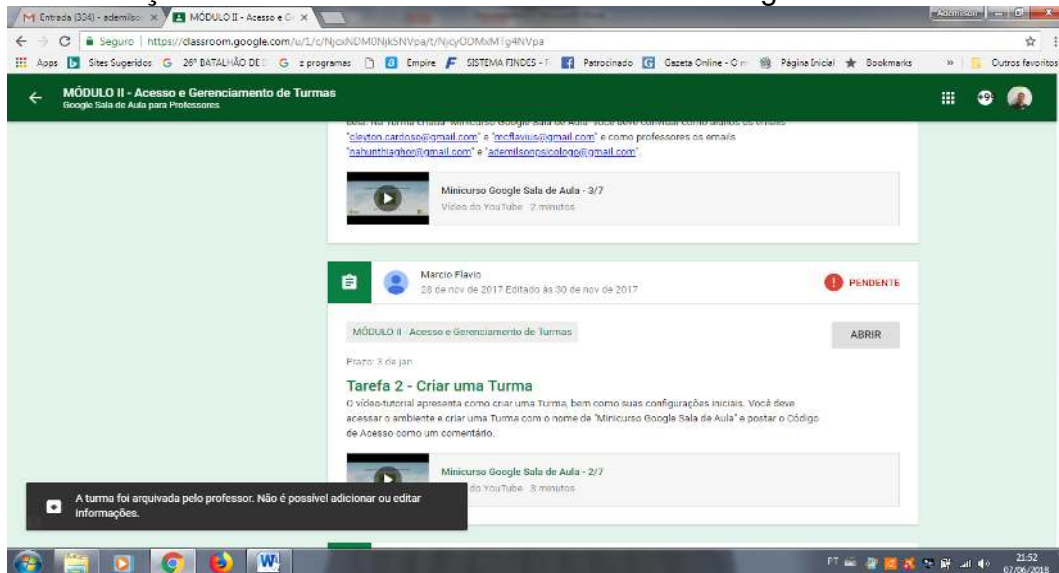 Entrada (334) - ademilso
MÓDULO II - Acesso e G
Ademilson
Seguro | https://classroom.google.com/u/1/c/
Apps Sites Sugeridos 26º BATALHÃO DE z programas Empire SISTEMA FINDES - Patrocinado Gazeta Online - O Página Inicial Bookmarks » Outros favoritos
MÓDULO II - Acesso e Gerenciamento de Turmas
Google Sala de Aula para Professores
"cleyton.cardoso@gmail.com" e "mcflavius@gmail.com" e como professores os emails
"nahunthiaghor@gmail.com" e "ademilsonpsicologo@gmail.com".
Minicurso Google Sala de Aula - 3/7
Vídeo do YouTube 2 minutos
Marcio Flavio
28 de nov de 2017 Editado às 30 de nov de 2017
PENDENTE
MÓDULO II - Acesso e Gerenciamento de Turmas
ABRIR
Prazo: 3 de jan
Tarefa 2 - Criar uma Turma
O vídeo-tutorial apresenta como criar uma Turma, bem como suas configurações iniciais. Você deve
acessar o ambiente e criar uma Turma com o nome de "Minicurso Google Sala de Aula" e postar o Código
de Acesso como um comentário.
Minicurso Google Sala de Aula - 2/7
do YouTube 3 minutos
A turma foi arquivada pelo professor. Não é possível adicionar ou editar
informações.
PT
21:52
07/06/2018